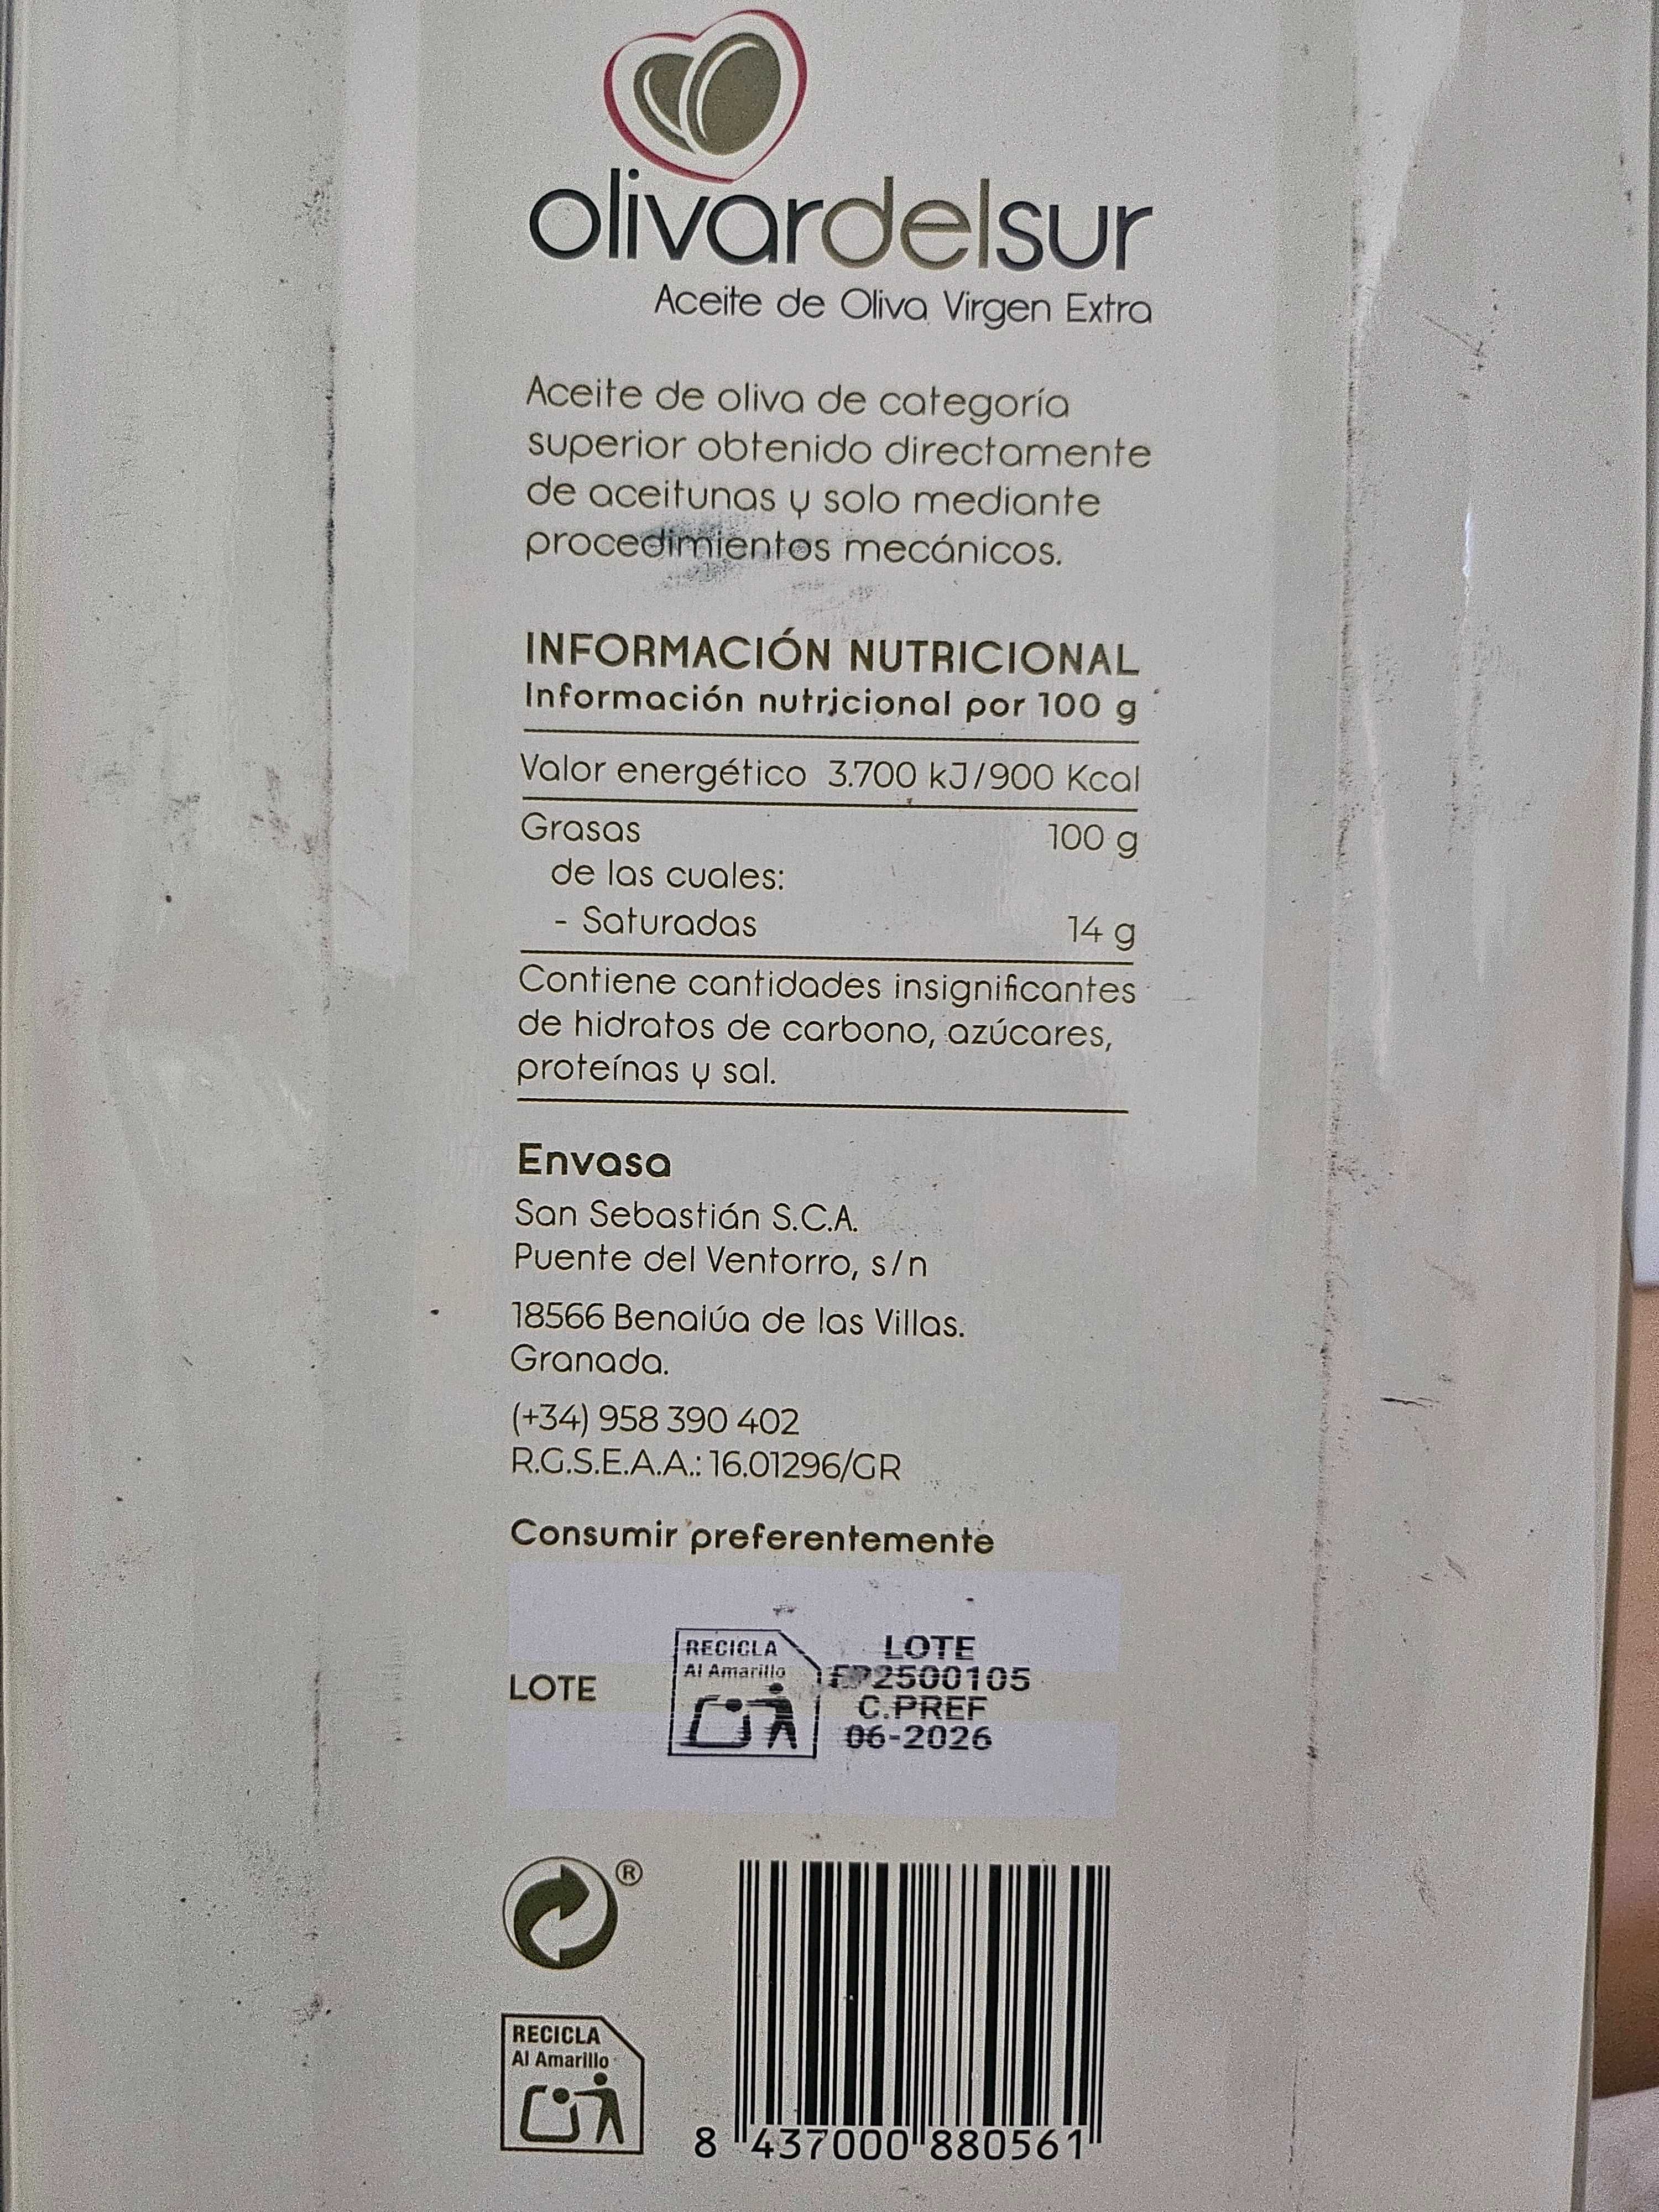 olivardelsur
Aceite de Oliva Virgen Extra
Aceite de oliva de categoría
superior obtenido directamente
de aceitunas y solo mediante
procedimientos mecánicos.
INFORMACIÓN NUTRICIONAL
Información nutricional por 100 g
Valor energético 3.700 kJ/900 Kcal
Grasas 100 g
de las cuales:
- Saturadas 14 g
Contiene cantidades insignificantes
de hidratos de carbono, azúcares,
proteínas y sal.
Envasa
San Sebastián S.C.A.
Puente del Ventorro, s/n
18566 Benalúa de las Villas.
Granada.
(+34) 958 390 402
R.G.S.E.A.A.: 16.01296/GR
Consumir preferentemente
LOTE
RECICLA
Al Amarillo
LOTE
C.PREF
06-2026
®
RECICLA
Al Amarillo
8 437000 880561